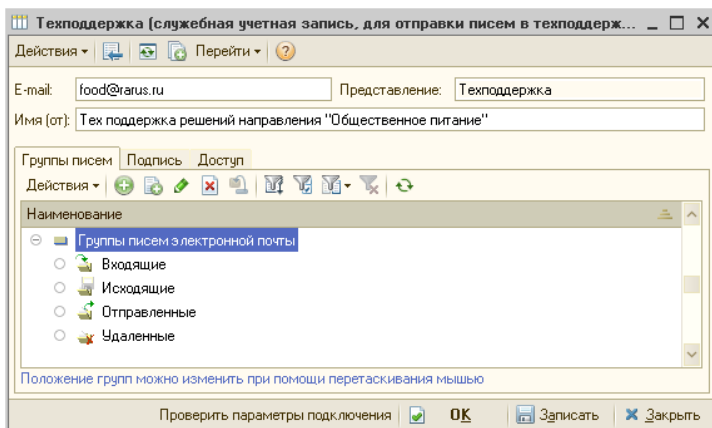 Техподдержка (служебная учетная запись, для отправки писем в техподдерж...
Действия Перейти
E-mail: food@rarus.ru Представление: Техподдержка
Имя (от): Тех поддержка решений направления "Общественное питание"
Группы писем Подпись Доступ
Действия
Наименование
Группы писем электронной почты
Входящие
Исходящие
Отправленные
Удаленные
Положение групп можно изменить при помощи перетаскивания мышью
Проверить параметры подключения OK Записать Закрыть